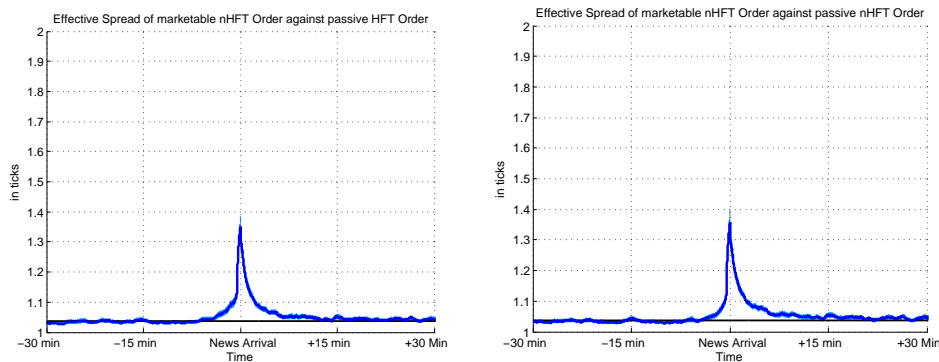 Effective Spread of marketable nHFT Order against passive HFT Order
2
1.9
1.8
1.7
1.6
1.5
1.4
1.3
1.2
1.1
1
in ticks
−30 min −15 min News Arrival +15 min +30 Min
Time
Effective Spread of marketable nHFT Order against passive nHFT Order
2
1.9
1.8
1.7
1.6
1.5
1.4
1.3
1.2
1.1
1
in ticks
−30 min −15 min News Arrival +15 min +30 Min
Time